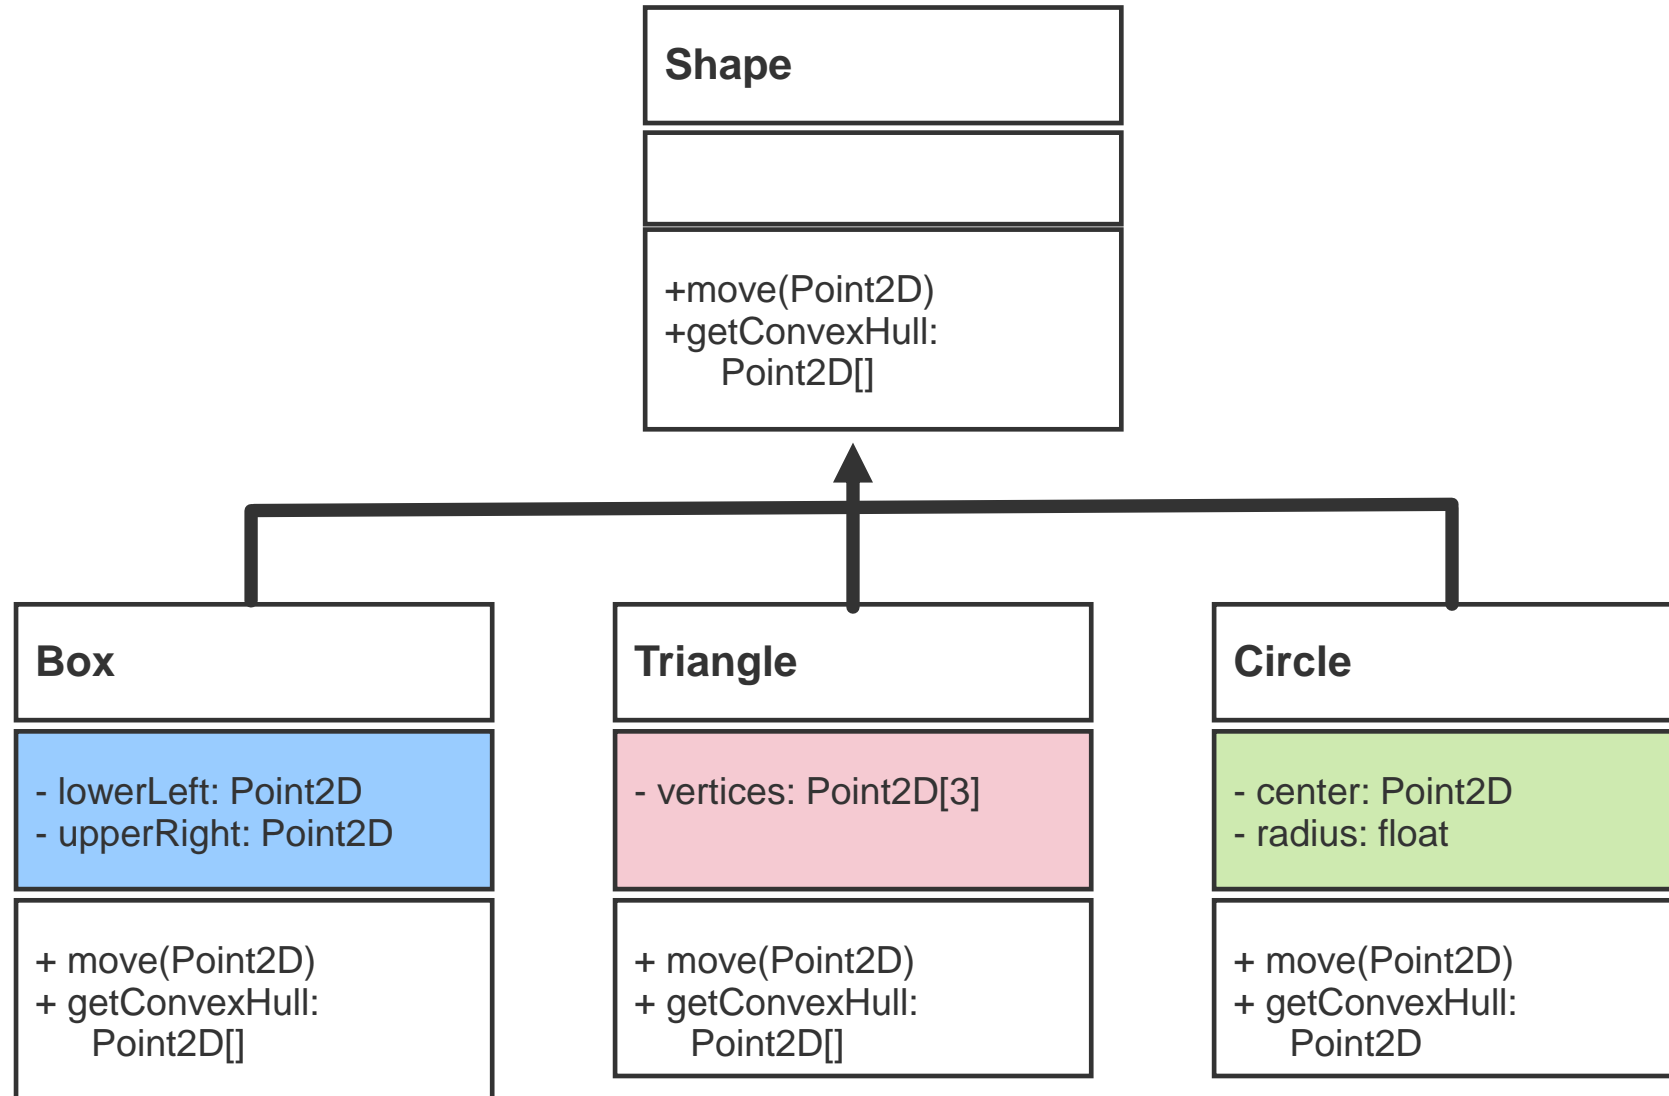 Shape
+move(Point2D)
+getConvexHull:
Point2D[]
Box
- lowerLeft: Point2D
- upperRight: Point2D
+ move(Point2D)
+ getConvexHull:
Point2D[]
Triangle
- vertices: Point2D[3]
+ move(Point2D)
+ getConvexHull:
Point2D[]
Circle
- center: Point2D
- radius: float
+ move(Point2D)
+ getConvexHull:
Point2D